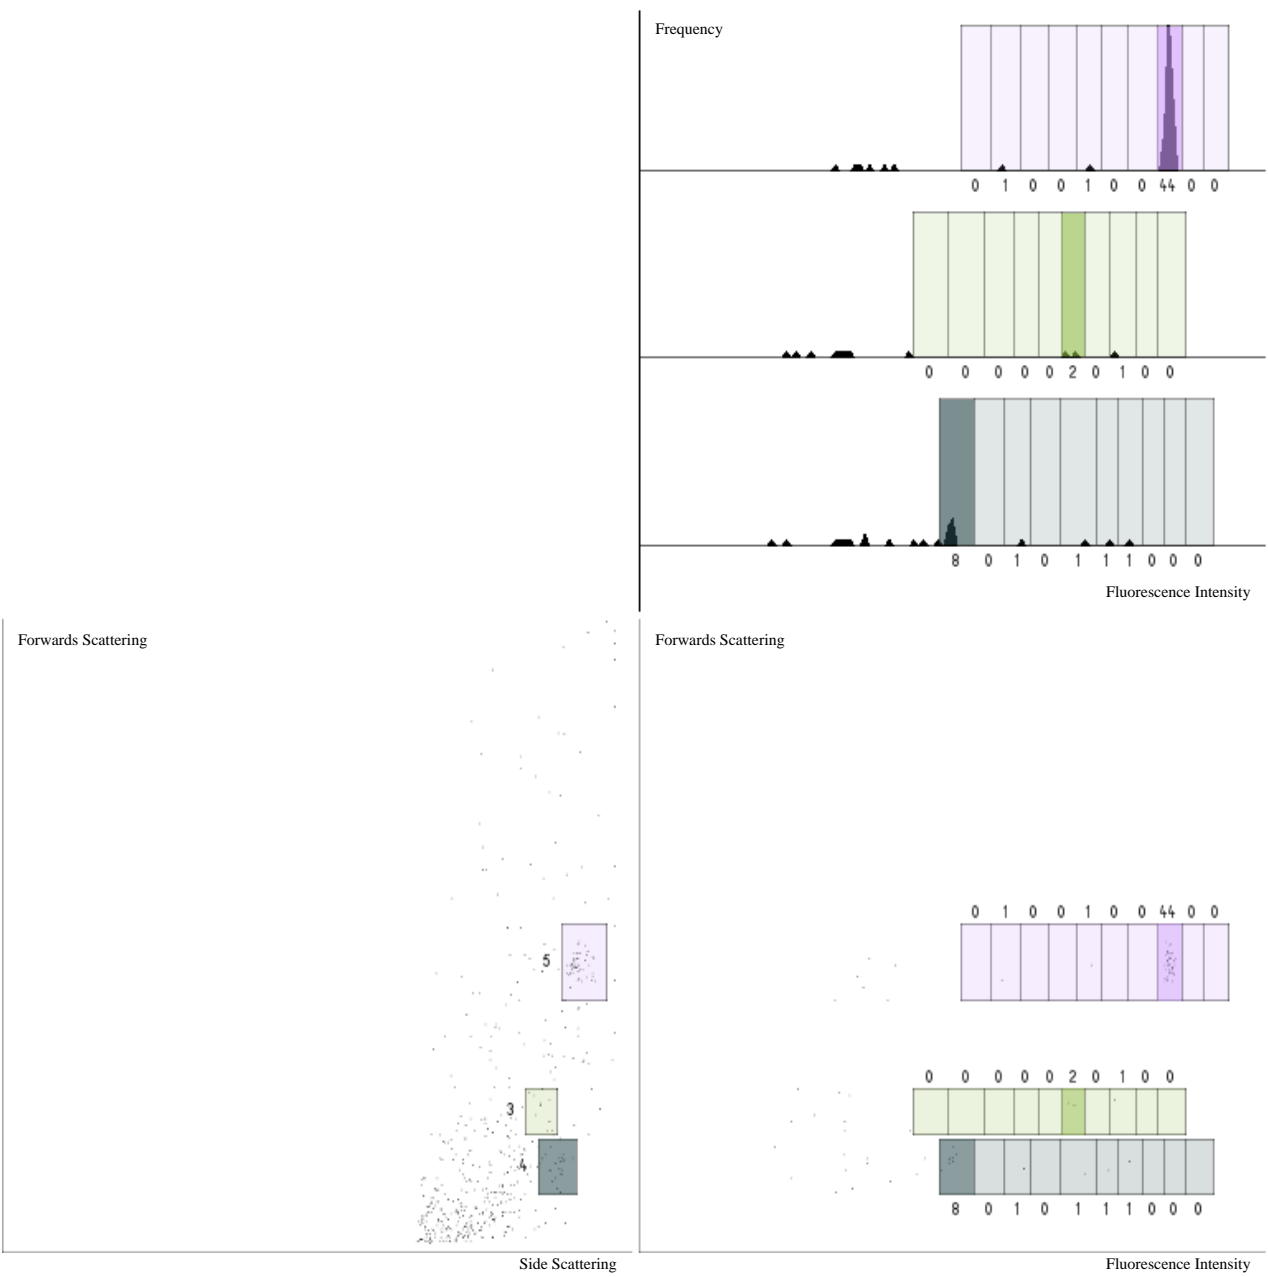 Frequency
0 1 0 0 1 0 0 44 0 0
0 0 0 0 0 2 0 1 0 0
8 0 1 0 1 1 1 0 0 0
Fluorescence Intensity
Forwards Scattering
Forwards Scattering
0 1 0 0 1 0 0 44 0 0
5
0 0 0 0 0 2 0 1 0 0
3
4
8 0 1 0 1 1 1 0 0 0
Side Scattering
Fluorescence Intensity